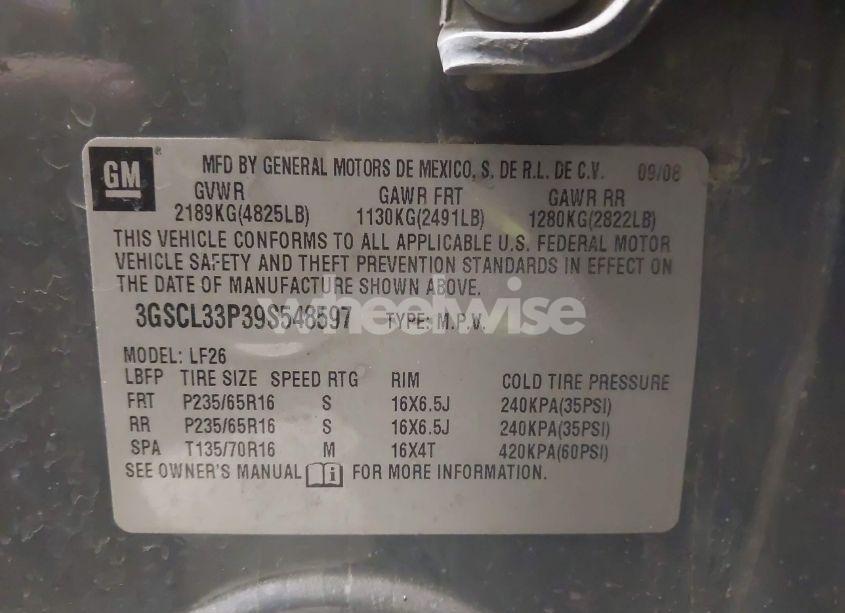 GM ® MFD BY GENERAL MOTORS DE MEXICO, S. DE R.L. DE C.V. 09/08
GVWR GAWR FRT GAWR RR
2189KG(4825LB) 1130KG(2491LB) 1280KG(2822LB)
THIS VEHICLE CONFORMS TO ALL APPLICABLE U.S. FEDERAL MOTOR
VEHICLE SAFETY AND THEFT PREVENTION STANDARDS IN EFFECT ON
THE DATE OF MANUFACTURE SHOWN ABOVE.
wheelwise
3GSCL33P39S548597 TYPE: M.P.V.
MODEL: LF26
LBFP TIRE SIZE SPEED RTG RIM COLD TIRE PRESSURE
FRT P235/65R16 S 16X6.5J 240KPA(35PSI)
RR P235/65R16 S 16X6.5J 240KPA(35PSI)
SPA T135/70R16 M 16X4T 420KPA(60PSI)
SEE OWNER'S MANUAL i FOR MORE INFORMATION.